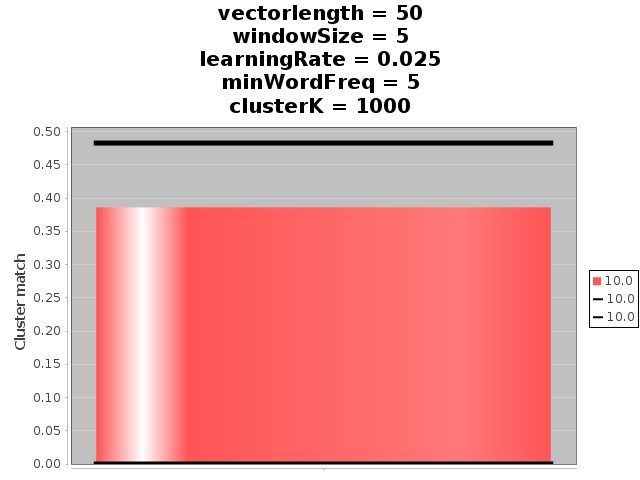 vectorlength = 50
windowSize = 5
learningRate = 0.025
minWordFreq = 5
clusterK = 1000
0.50
0.45
0.40
0.35
0.30
0.25
0.20
0.15
0.10
0.05
0.00
Cluster match
10.0
10.0
10.0